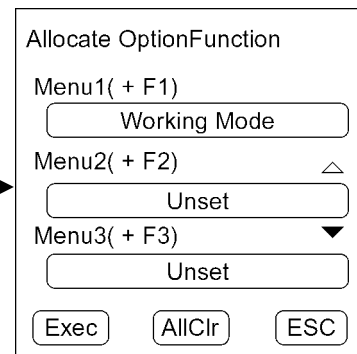 Allocate OptionFunction
Menu1( + F1)
Working Mode
Menu2( + F2)
Unset
Menu3( + F3)
Unset
Exec AllClr ESC